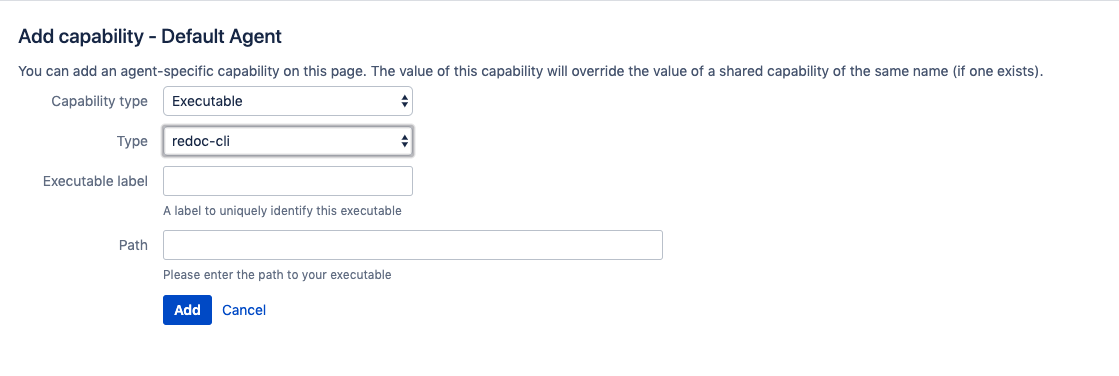 Add capability - Default Agent
You can add an agent-specific capability on this page. The value of this capability will override the value of a shared capability of the same name (if one exists).
Capability type Executable
Type redoc-cli
Executable label
A label to uniquely identify this executable
Path
Please enter the path to your executable
Add Cancel